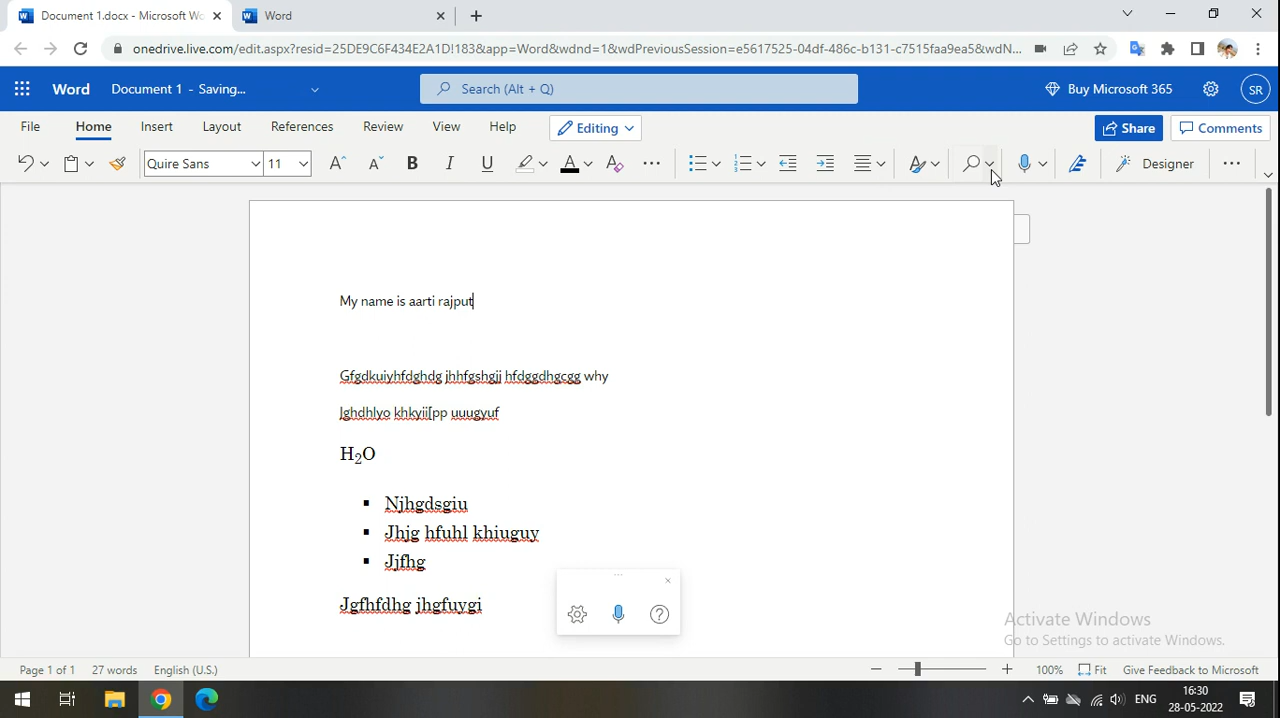 Document 1.docx - Microsoft Wo
Word
onedrive.live.com/edit.aspx?resid=25DE9C6F434E2A1D!183&app=Word&wdnd=1&wdPreviousSession=e5617525-04df-486c-b131-c7515faa9ea5&wdN...
Word Document 1 - Saving... Search (Alt + Q) Buy Microsoft 365 SR
File Home Insert Layout References Review View Help Editing Share Comments
Quire Sans 11 B I U A Designer
My name is aarti rajput
Gfgdkuiyhfdghdg jhhfgshgjj hfdggdhgcgg why
Jghdhlyo khkyii[pp uuugyuf
H₂O
Njhgdsgiu
Jhjg hfuhl khiuguy
Jjfhg
Jgfhfdhg jhgfuygi
Activate Windows
Go to Settings to activate Windows.
Page 1 of 1 27 words English (U.S.) 100% Fit Give Feedback to Microsoft
ENG 16:30
28-05-2022